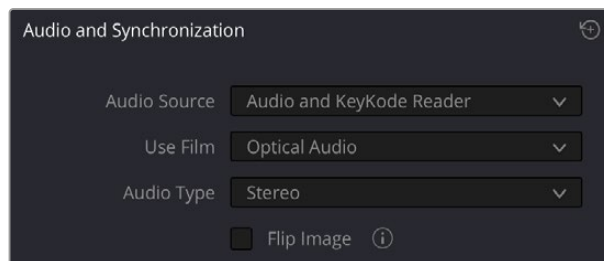 Audio and Synchronization
Audio Source Audio and KeyKode Reader
Use Film Optical Audio
Audio Type Stereo
Flip Image